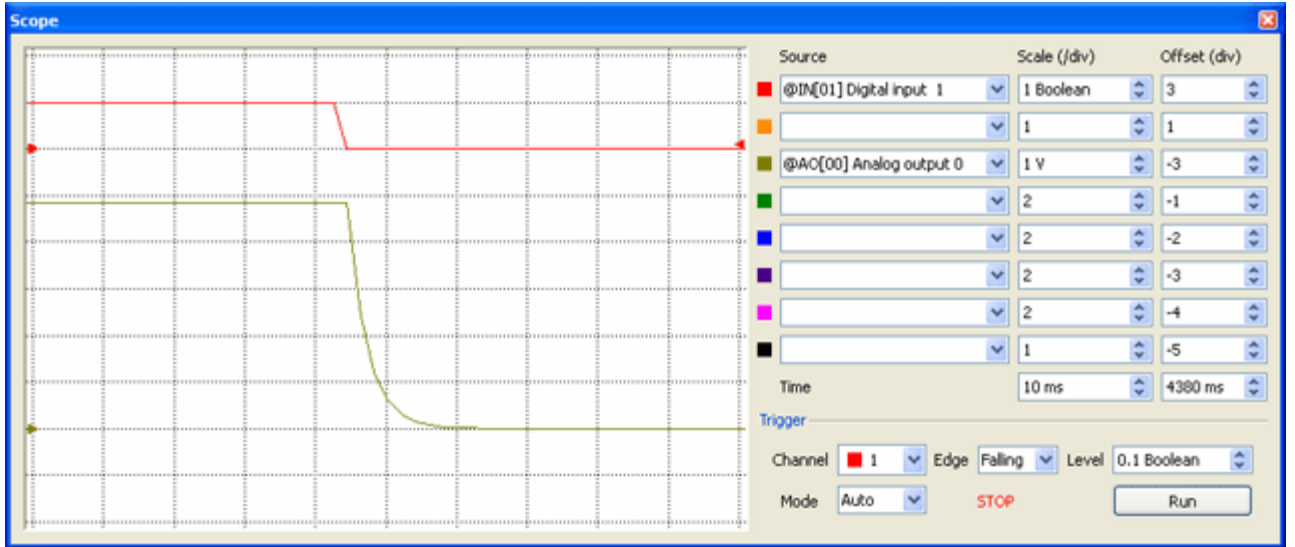 Scope
Source Scale (/div) Offset (div)
@IN[01] Digital input 1 1 Boolean 3
1 1
@AO[00] Analog output 0 1 V -3
2 -1
2 -2
2 -3
2 -4
1 -5
Time 10 ms 4380 ms
Trigger
Channel 1 Edge Falling Level 0.1 Boolean
Mode Auto STOP Run